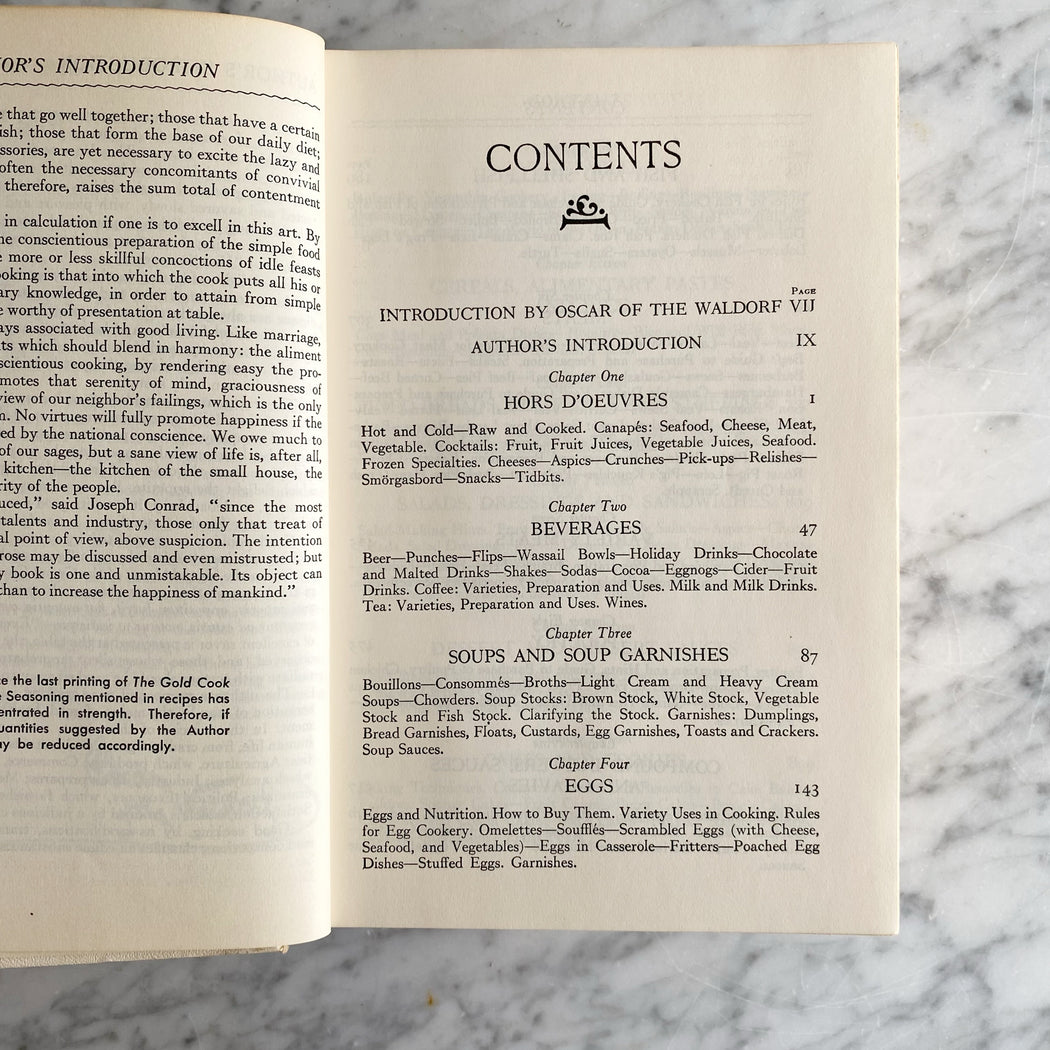 OR'S INTRODUCTION
that go well together; those that have a certain
ish; those that form the base of our daily diet;
ssories, are yet necessary to excite the lazy and
often the necessary concomitants of convivial
therefore, raises the sum total of contentment
in calculation if one is to excell in this art. By
conscientious preparation of the simple food
more or less skillful concoctions of idle feasts
oking is that into which the cook puts all his or
ary knowledge, in order to attain from simple
worthy of presentation at table.
ays associated with good living. Like marriage,
ts which should blend in harmony: the aliment
scientious cooking, by rendering easy the pro-
motes that serenity of mind, graciousness of
view of our neighbor's failings, which is the only
n. No virtues will fully promote happiness if the
ed by the national conscience. We owe much to
of our sages, but a sane view of life is, after all,
kitchen—the kitchen of the small house, the
rity of the people.
uced," said Joseph Conrad, "since the most
talents and industry, those only that treat of
al point of view, above suspicion. The intention
rose may be discussed and even mistrusted; but
y book is one and unmistakable. Its object can
than to increase the happiness of mankind."
ce the last printing of The Gold Cook
Seasoning mentioned in recipes has
entrated in strength. Therefore, if
quantities suggested by the Author
ay be reduced accordingly.
CONTENTS
PAGE
INTRODUCTION BY OSCAR OF THE WALDORF VIJ
AUTHOR'S INTRODUCTION IX
Chapter One
HORS D'OEUVRES 1
Hot and Cold—Raw and Cooked. Canapés: Seafood, Cheese, Meat,
Vegetable. Cocktails: Fruit, Fruit Juices, Vegetable Juices, Seafood.
Frozen Specialties. Cheeses—Aspics—Crunches—Pick-ups—Relishes—
Smörgasbord—Snacks—Tidbits.
Chapter Two
BEVERAGES 47
Beer—Punches—Flips—Wassail Bowls—Holiday Drinks—Chocolate
and Malted Drinks—Shakes—Sodas—Cocoa—Eggnogs—Cider—Fruit
Drinks. Coffee: Varieties, Preparation and Uses. Milk and Milk Drinks.
Tea: Varieties, Preparation and Uses. Wines.
Chapter Three
SOUPS AND SOUP GARNISHES 87
Bouillons—Consommés—Broths—Light Cream and Heavy Cream
Soups—Chowders. Soup Stocks: Brown Stock, White Stock, Vegetable
Stock and Fish Stock. Clarifying the Stock. Garnishes: Dumplings,
Bread Garnishes, Floats, Custards, Egg Garnishes, Toasts and Crackers.
Soup Sauces.
Chapter Four
EGGS 143
Eggs and Nutrition. How to Buy Them. Variety Uses in Cooking. Rules
for Egg Cookery. Omelettes—Soufflés—Scrambled Eggs (with Cheese,
Seafood, and Vegetables)—Eggs in Casserole—Fritters—Poached Egg
Dishes—Stuffed Eggs. Garnishes.